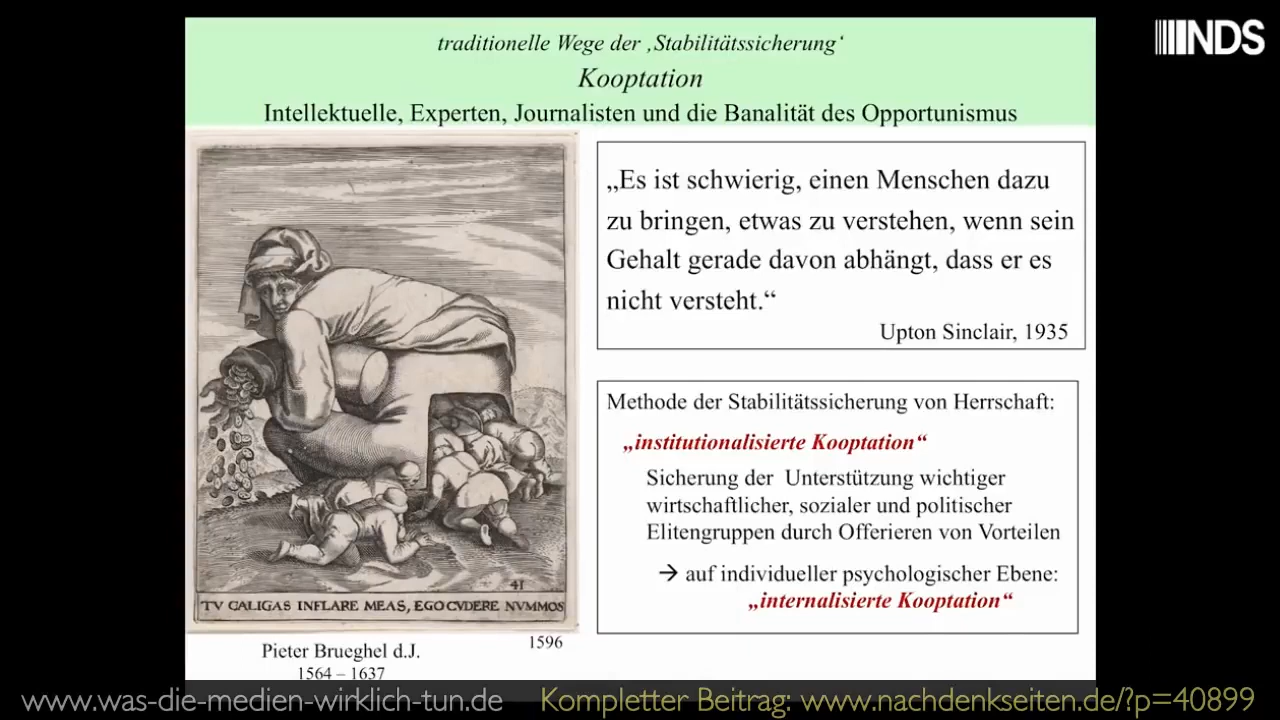 traditionelle Wege der ‚Stabilitätssicherung‘
Kooptation
Intellektuelle, Experten, Journalisten und die Banalität des Opportunismus
NDS
„Es ist schwierig, einen Menschen dazu
zu bringen, etwas zu verstehen, wenn sein
Gehalt gerade davon abhängt, dass er es
nicht versteht.“
Upton Sinclair, 1935
Methode der Stabilitätssicherung von Herrschaft:
„institutionalisierte Kooptation“
Sicherung der Unterstützung wichtiger
wirtschaftlicher, sozialer und politischer
Elitengruppen durch Offerieren von Vorteilen
→ auf individueller psychologischer Ebene:
„internalisierte Kooptation“
41
TV CALIGAS INFLARE MEAS, EGO CVDERE NVMMOS
1596
Pieter Brueghel d.J.
1564 – 1637
www.was-die-medien-wirklich-tun.de Kompletter Beitrag: www.nachdenkseiten.de/?p=40899